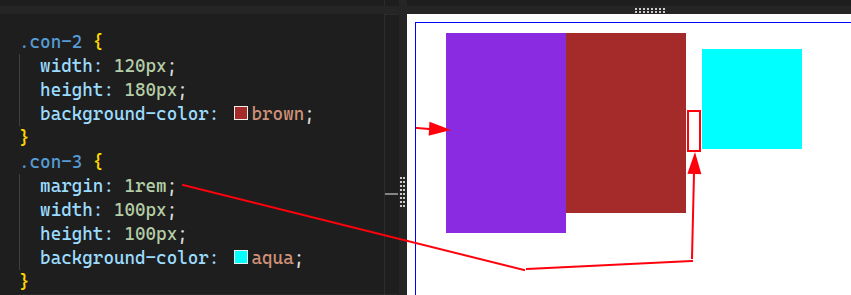 .con-2 {
width: 120px;
height: 180px;
background-color: brown;
}
.con-3 {
margin: 1rem;
width: 100px;
height: 100px;
background-color: aqua;
}